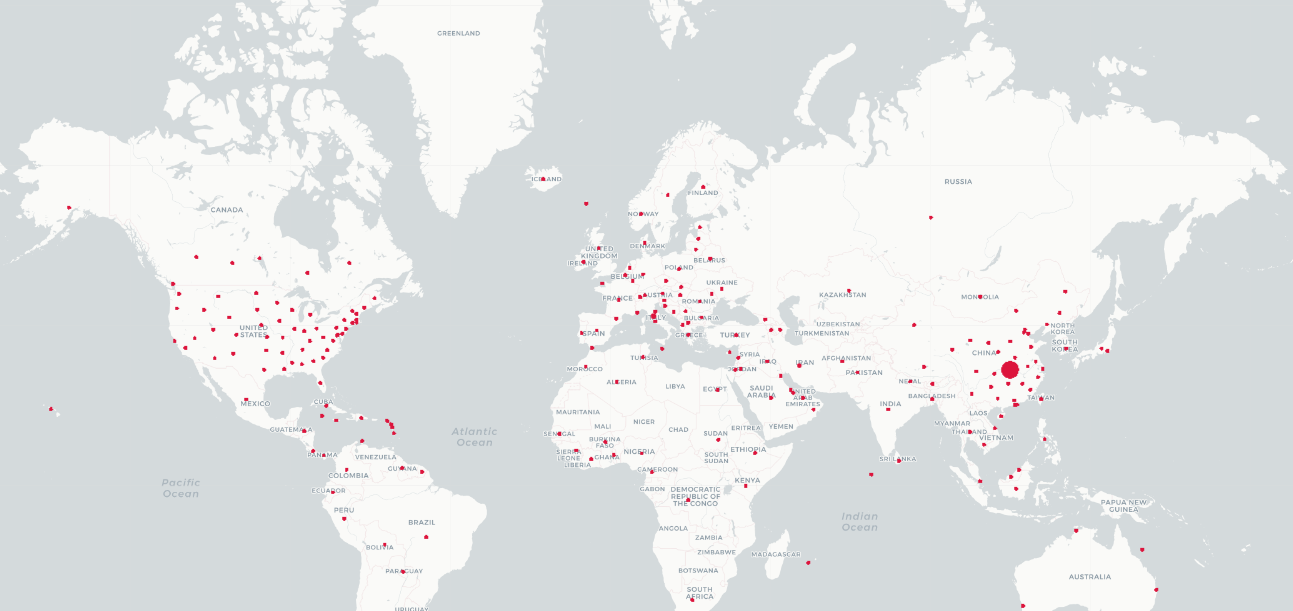 GREENLAND
ICELAND
RUSSIA
FINLAND
CANADA
NORWAY
DENMARK
UNITED
KINGDOM
IRELAND
BELARUS
POLAND
BELGIUM
UKRAINE
KAZAKHSTAN
MONGOLIA
FRANCE
AUSTRIA
ROMANIA
ITALY
BULGARIA
UZBEKISTAN
NORTH
KOREA
UNITED
STATES
SPAIN
GREECE
TURKEY
TURKMENISTAN
SOUTH
KOREA
CHINA
TUNISIA
SYRIA
IRAQ
IRAN
AFGHANISTAN
MOROCCO
JORDAN
PAKISTAN
ALGERIA
LIBYA
EGYPT
SAUDI
ARABIA
UNITED
ARAB
EMIRATES
NEPAL
BANGLADESH
TAIWAN
MEXICO
CUBA
INDIA
MAURITANIA
LAOS
MYANMAR
GUATEMALA
Atlantic
Ocean
MALI
NIGER
CHAD
SUDAN
ERITREA
YEMEN
THAILAND
VIETNAM
SENEGAL
BURKINA
FASO
PANAMA
VENEZUELA
SIERRA
LEONE
LIBERIA
GHANA
NIGERIA
SOUTH
SUDAN
ETHIOPIA
SRI LANKA
GUYANA
COLOMBIA
CAMEROON
Pacific
Ocean
ECUADOR
GABON
DEMOCRATIC
REPUBLIC OF
THE CONGO
KENYA
PAPUA NEW
GUINEA
PERU
BRAZIL
Indian
Ocean
ANGOLA
ZAMBIA
BOLIVIA
ZIMBABWE
MADAGASCAR
PARAGUAY
BOTSWANA
AUSTRALIA
SOUTH
AFRICA
URUGUAY